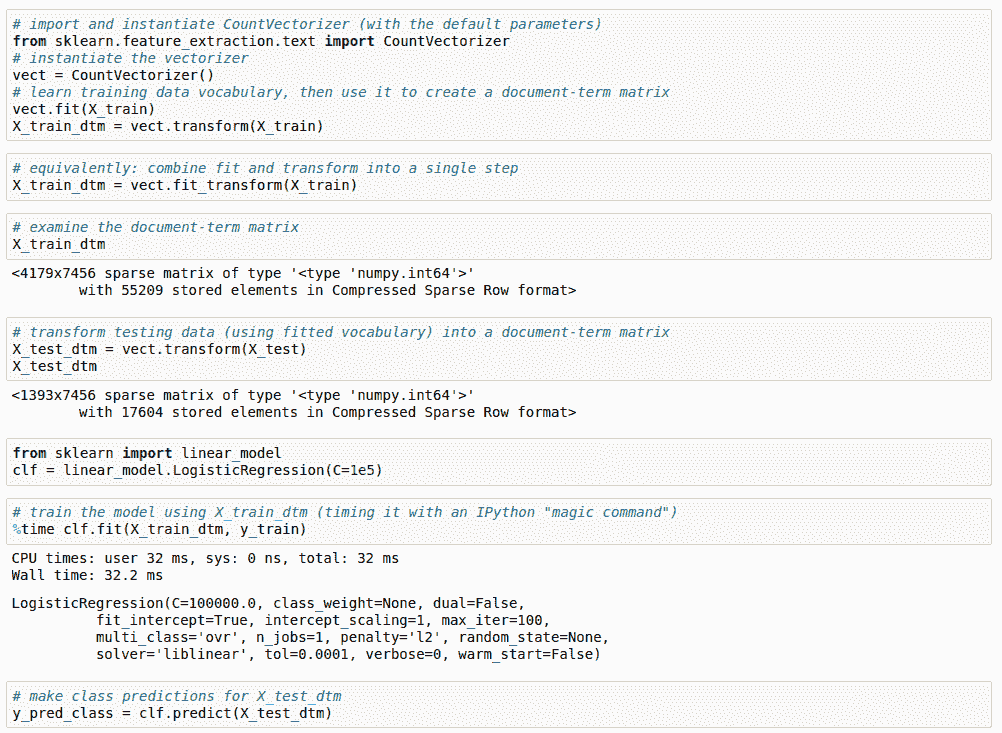 # import and instantiate CountVectorizer (with the default parameters)
from sklearn.feature_extraction.text import CountVectorizer
# instantiate the vectorizer
vect = CountVectorizer()
# learn training data vocabulary, then use it to create a document-term matrix
vect.fit(X_train)
X_train_dtm = vect.transform(X_train)
# equivalently: combine fit and transform into a single step
X_train_dtm = vect.fit_transform(X_train)
# examine the document-term matrix
X_train_dtm
<4179x7456 sparse matrix of type '<type 'numpy.int64'>'
        with 55209 stored elements in Compressed Sparse Row format>
# transform testing data (using fitted vocabulary) into a document-term matrix
X_test_dtm = vect.transform(X_test)
X_test_dtm
<1393x7456 sparse matrix of type '<type 'numpy.int64'>'
        with 17604 stored elements in Compressed Sparse Row format>
from sklearn import linear_model
clf = linear_model.LogisticRegression(C=1e5)
# train the model using X_train_dtm (timing it with an IPython "magic command")
%time clf.fit(X_train_dtm, y_train)
CPU times: user 32 ms, sys: 0 ns, total: 32 ms
Wall time: 32.2 ms
LogisticRegression(C=100000.0, class_weight=None, dual=False,
          fit_intercept=True, intercept_scaling=1, max_iter=100,
          multi_class='ovr', n_jobs=1, penalty='l2', random_state=None,
          solver='liblinear', tol=0.0001, verbose=0, warm_start=False)
# make class predictions for X_test_dtm
y_pred_class = clf.predict(X_test_dtm)